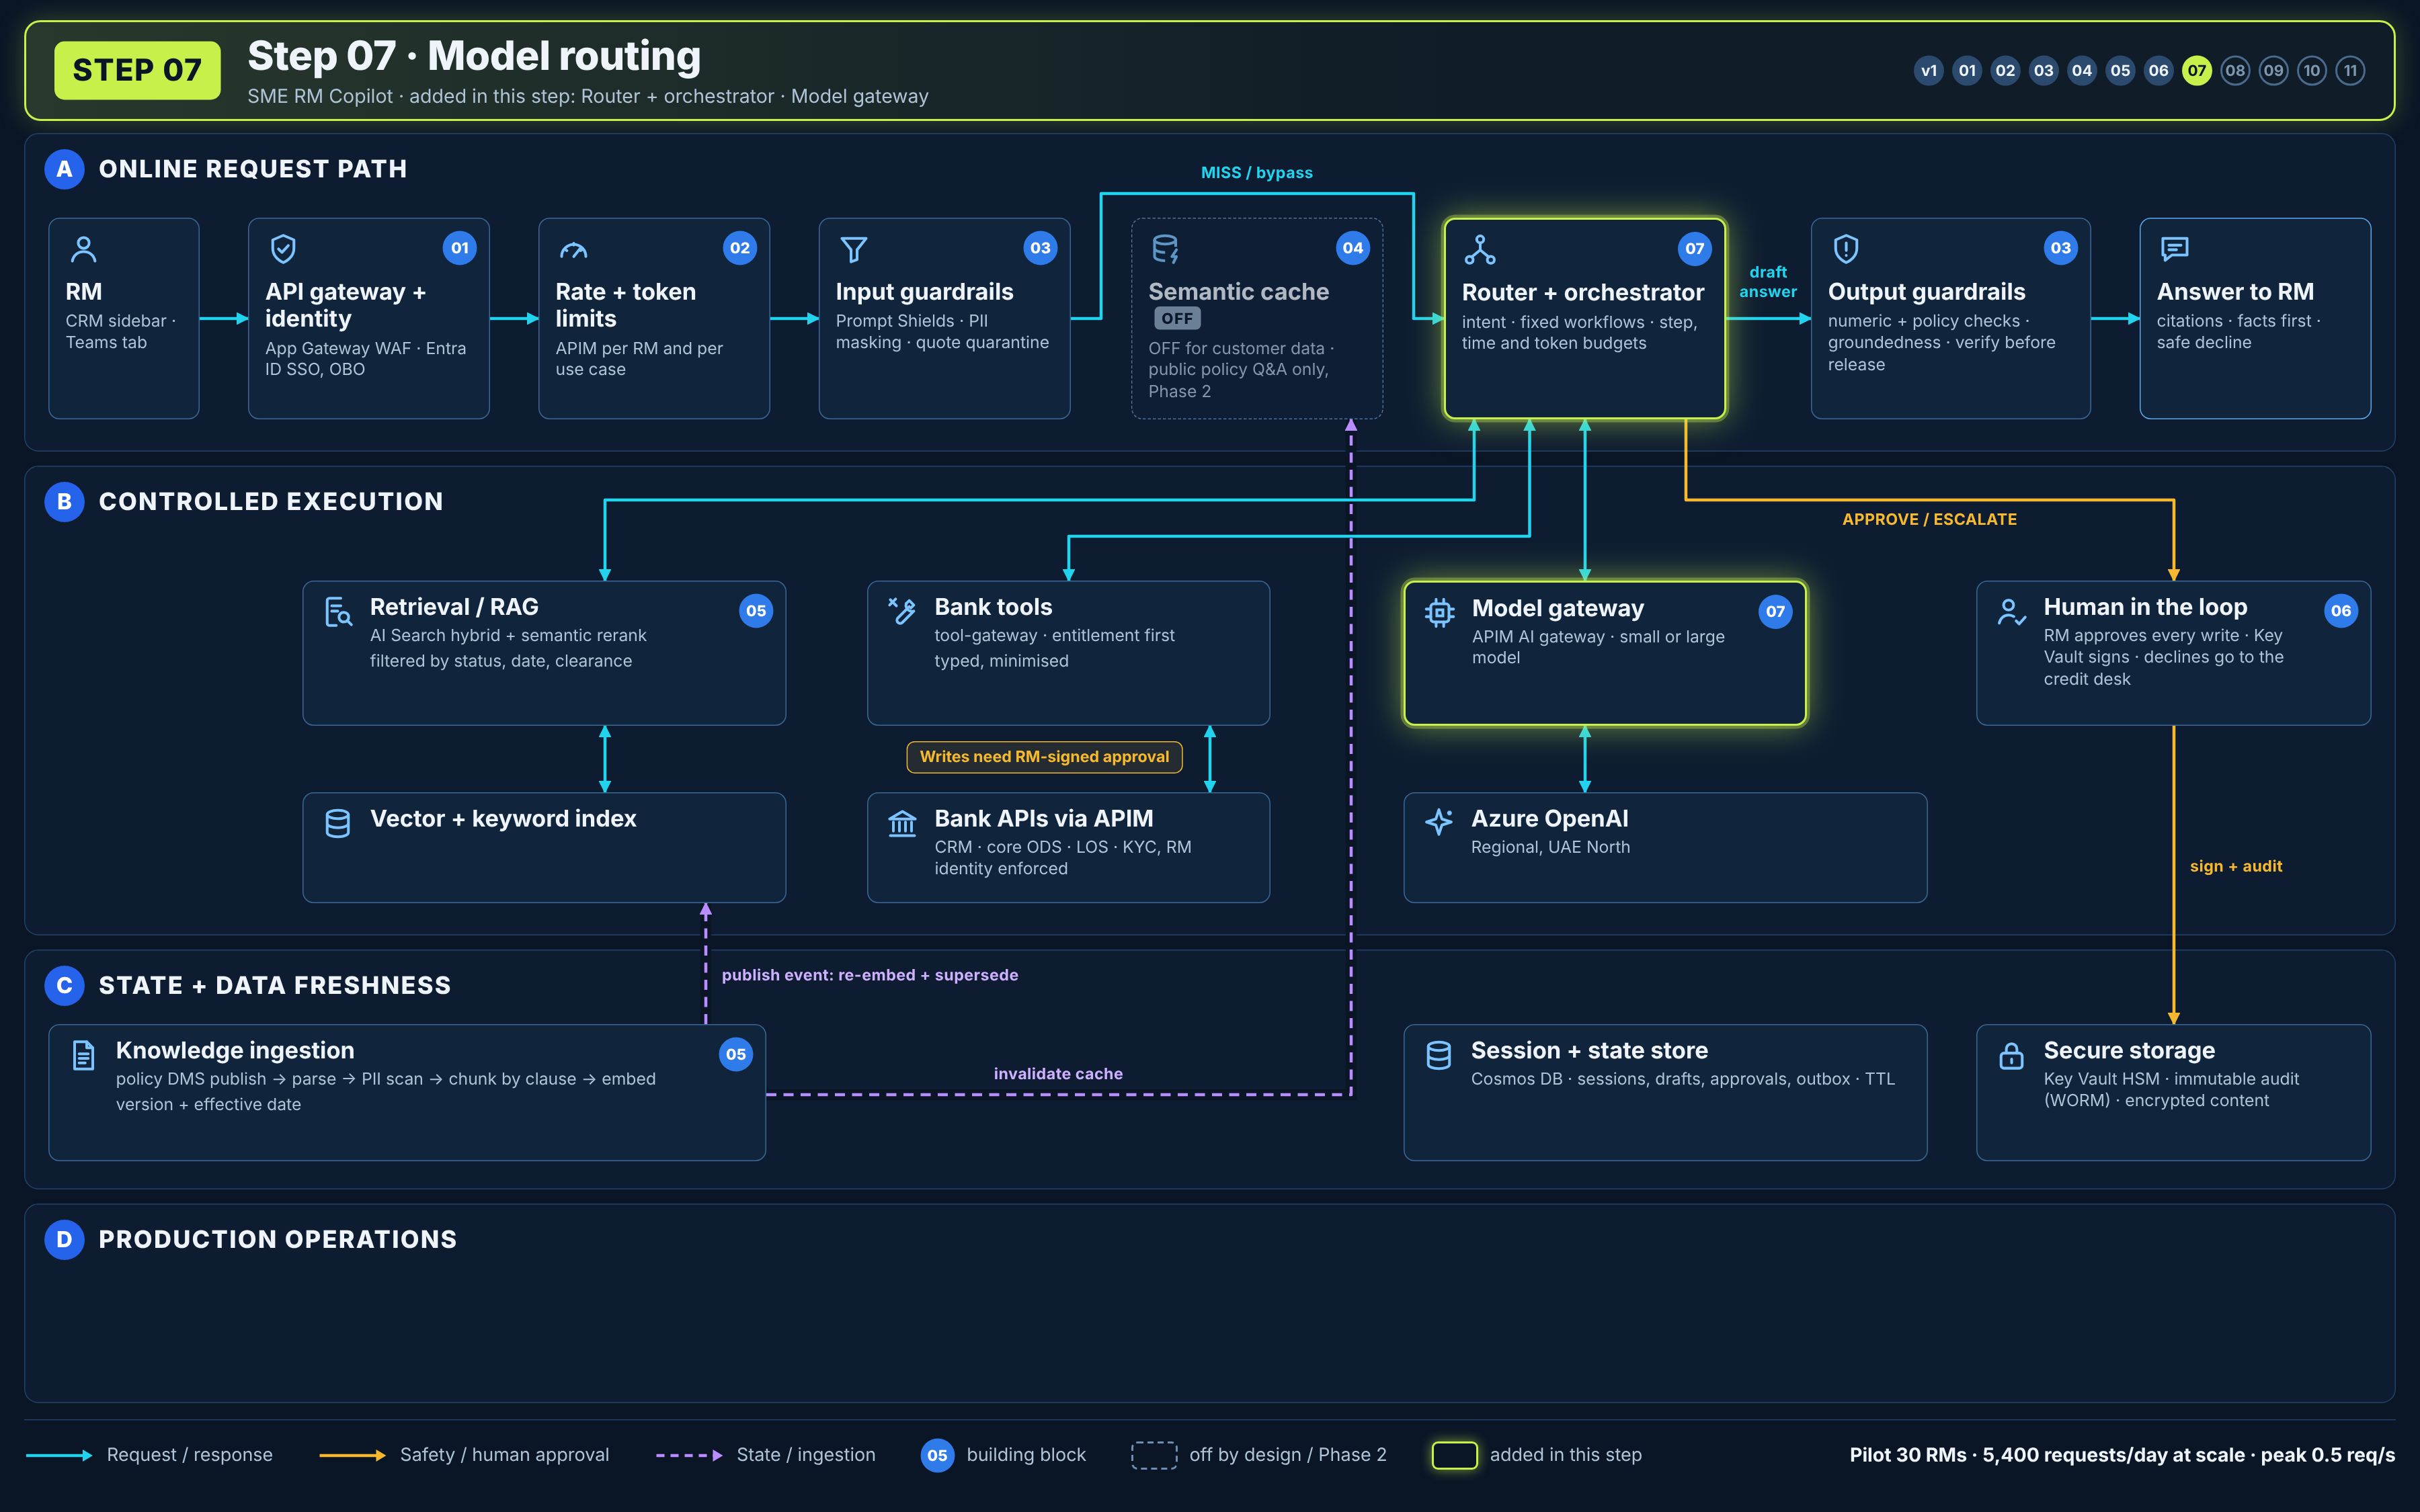 STEP 07
Step 07 · Model routing
SME RM Copilot · added in this step: Router + orchestrator · Model gateway
v1 01 02 03 04 05 06 07 08 09 10 11
A ONLINE REQUEST PATH
MISS / bypass
RM
CRM sidebar ·
Teams tab
01
API gateway +
identity
App Gateway WAF · Entra
ID SSO, OBO
02
Rate + token
limits
APIM per RM and per
use case
03
Input guardrails
Prompt Shields · PII
masking · quote quarantine
04
Semantic cache
OFF
OFF for customer data ·
public policy Q&A only,
Phase 2
07
Router + orchestrator
intent · fixed workflows · step,
time and token budgets
draft
answer
03
Output guardrails
numeric + policy checks ·
groundedness · verify before
release
Answer to RM
citations · facts first ·
safe decline
B CONTROLLED EXECUTION
APPROVE / ESCALATE
Retrieval / RAG
05
AI Search hybrid + semantic rerank
filtered by status, date, clearance
Bank tools
tool-gateway · entitlement first
typed, minimised
Model gateway
07
APIM AI gateway · small or large
model
Human in the loop
06
RM approves every write · Key
Vault signs · declines go to the
credit desk
Writes need RM-signed approval
Vector + keyword index
Bank APIs via APIM
CRM · core ODS · LOS · KYC, RM
identity enforced
Azure OpenAI
Regional, UAE North
sign + audit
C STATE + DATA FRESHNESS
publish event: re-embed + supersede
Knowledge ingestion
05
policy DMS publish → parse → PII scan → chunk by clause → embed
version + effective date
invalidate cache
Session + state store
Cosmos DB · sessions, drafts, approvals, outbox · TTL
Secure storage
Key Vault HSM · immutable audit
(WORM) · encrypted content
D PRODUCTION OPERATIONS
Request / response
Safety / human approval
State / ingestion
05 building block
off by design / Phase 2
added in this step
Pilot 30 RMs · 5,400 requests/day at scale · peak 0.5 req/s